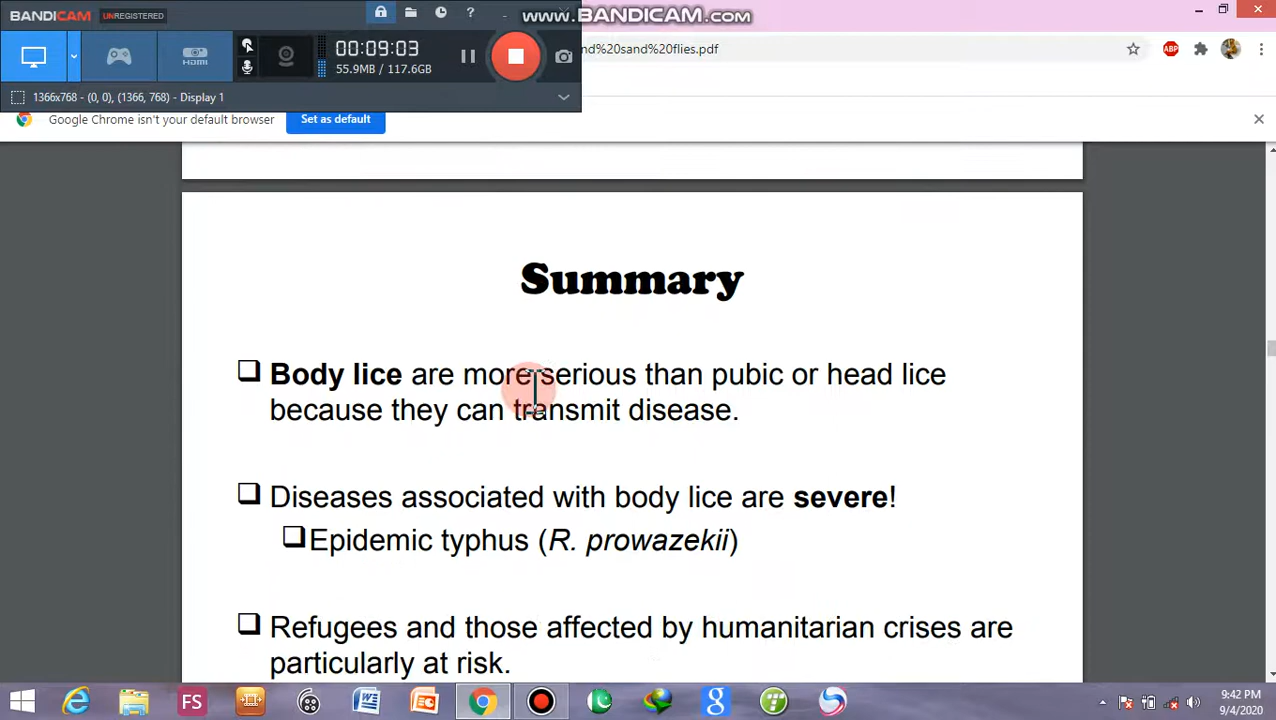 BANDICAM UNREGISTERED
www.BANDICAM.com
?
HDMI
00:09:03
55.9MB / 117.6GB
nd%20sand%20flies.pdf
ABP
1366x768 - (0, 0), (1366, 768) - Display 1
Google Chrome isn't your default browser
Set as default
Summary
Body lice are more serious than pubic or head lice
because they can transmit disease.
Diseases associated with body lice are severe!
Epidemic typhus (R. prowazekii)
Refugees and those affected by humanitarian crises are
particularly at risk.
FS
9:42 PM
9/4/2020